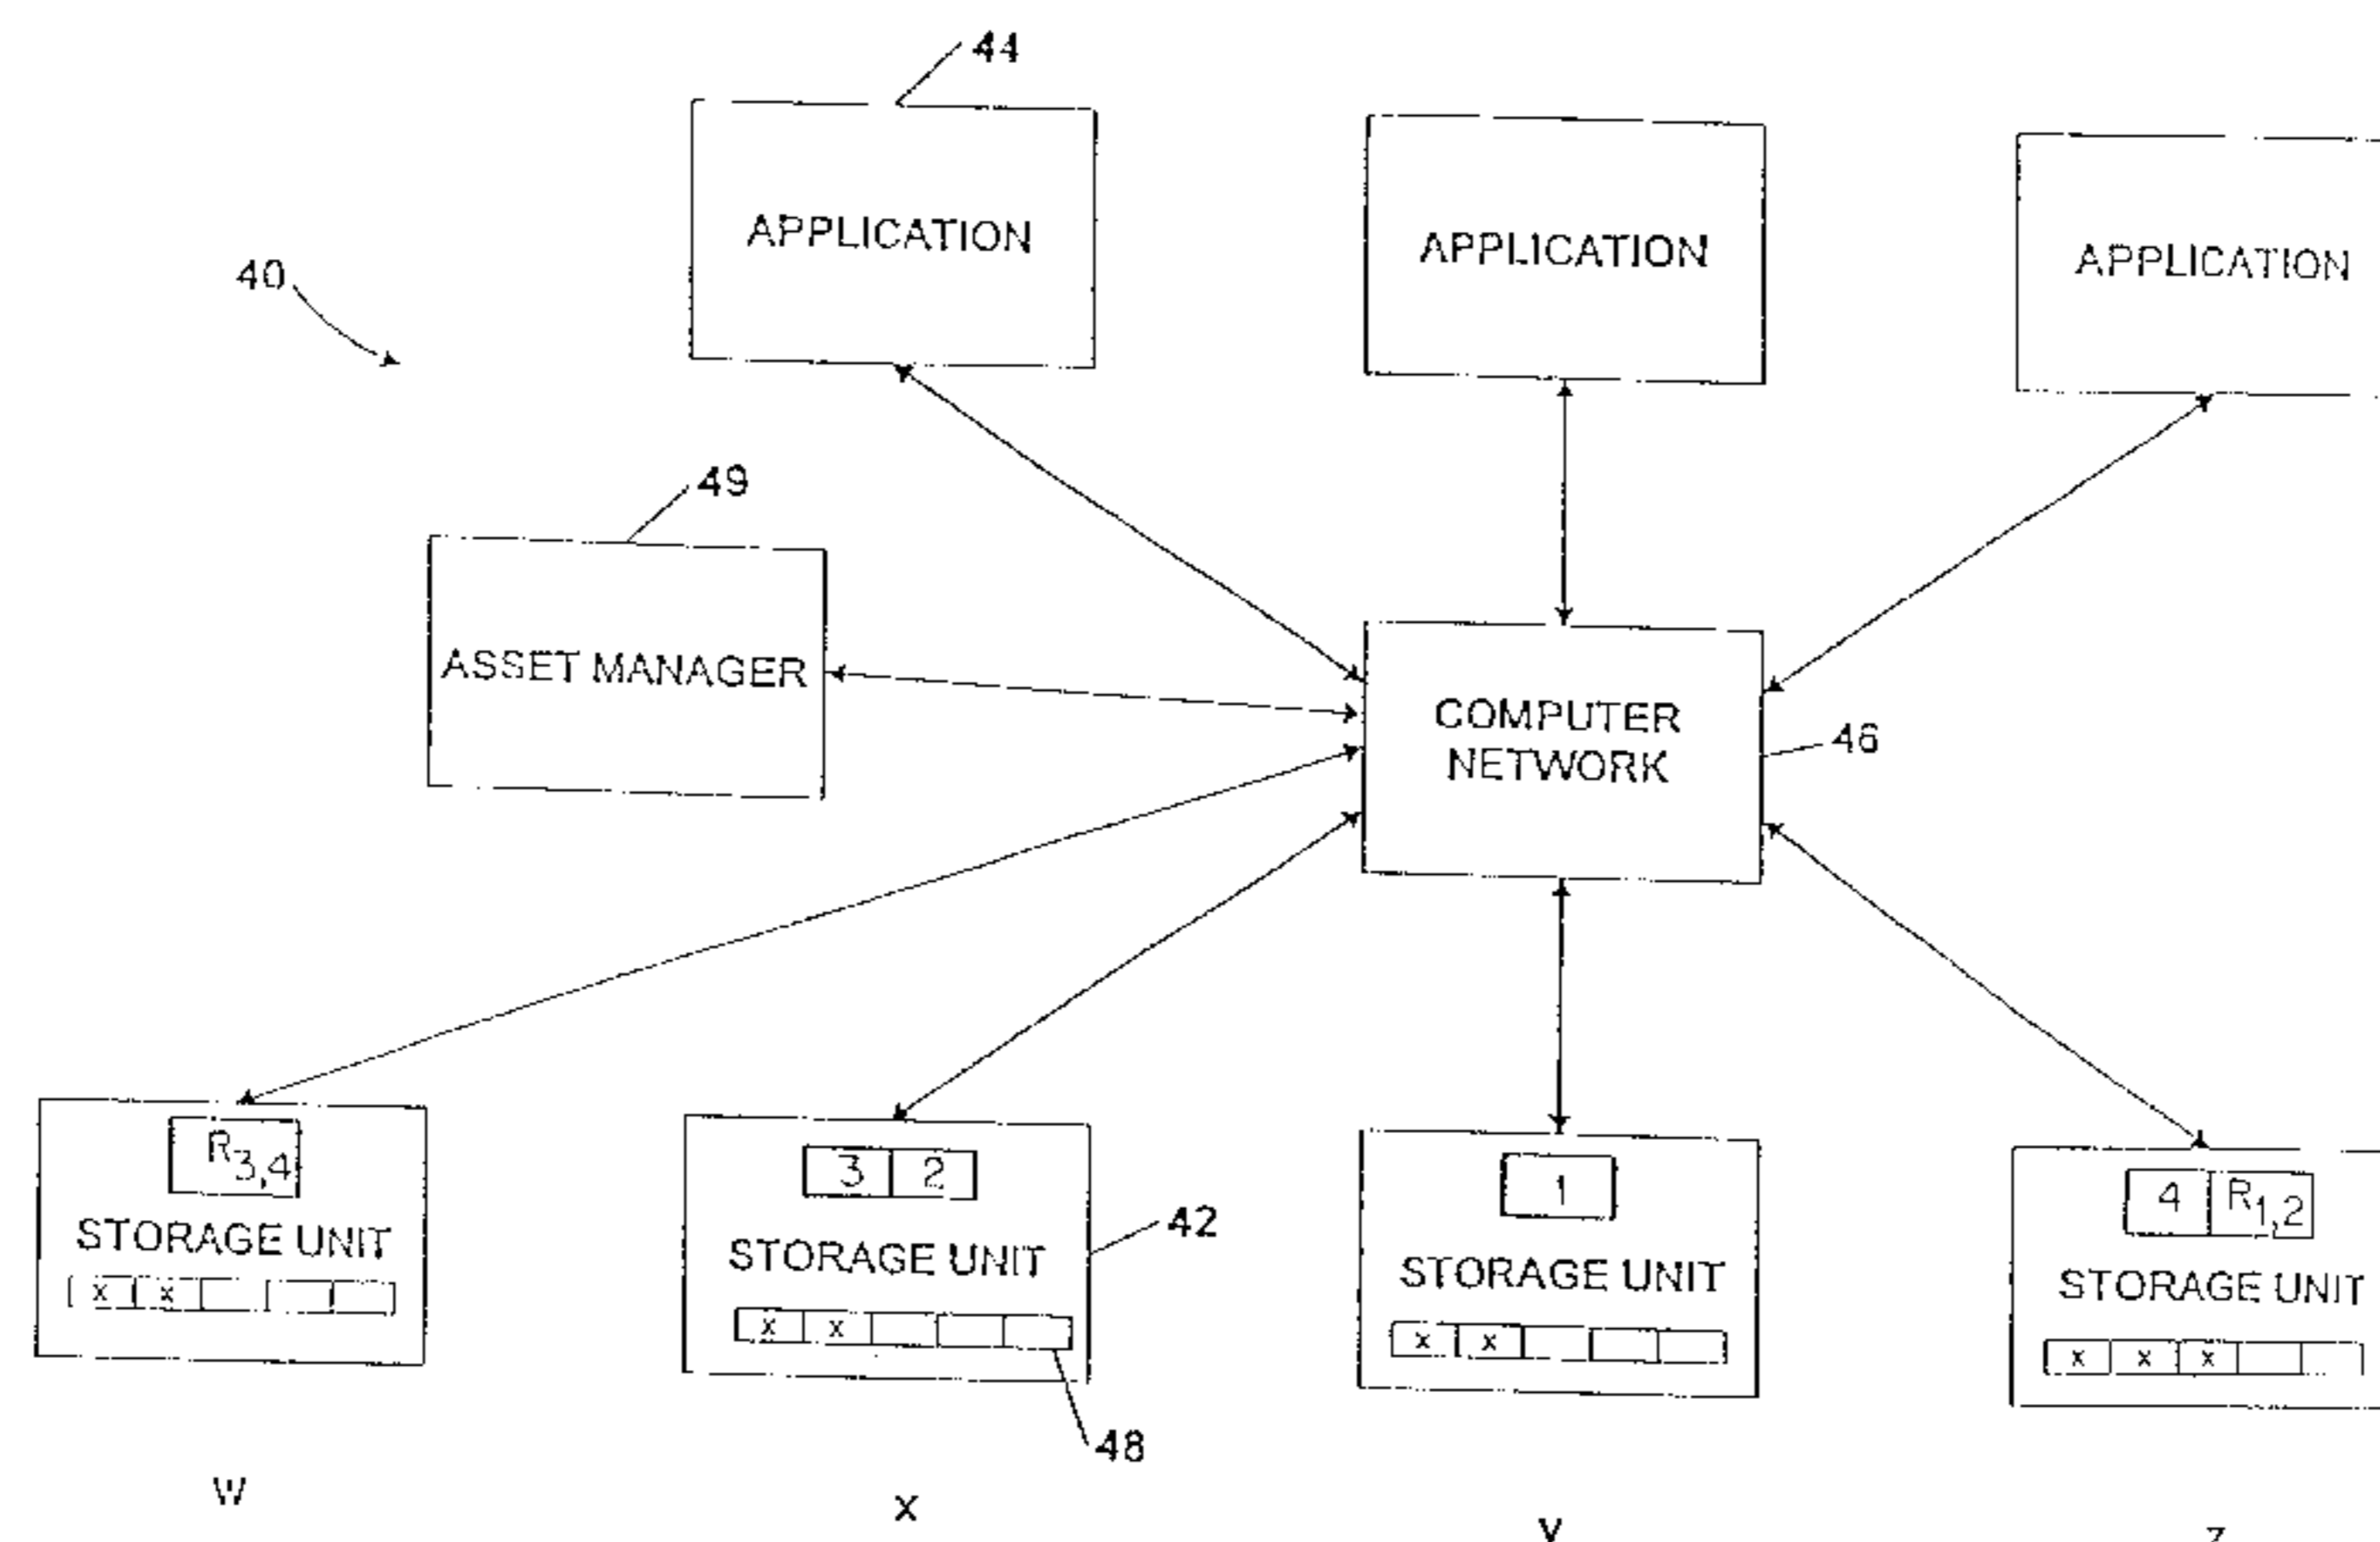 44
APPLICATION
APPLICATION
APPLICATION
40
49
ASSET MANAGER
COMPUTER
NETWORK
46
R3,4
3 2
1
4 R1,2
STORAGE UNIT
STORAGE UNIT
42
STORAGE UNIT
STORAGE UNIT
x x
x x
x x
x x x
48
W
X
Y
Z